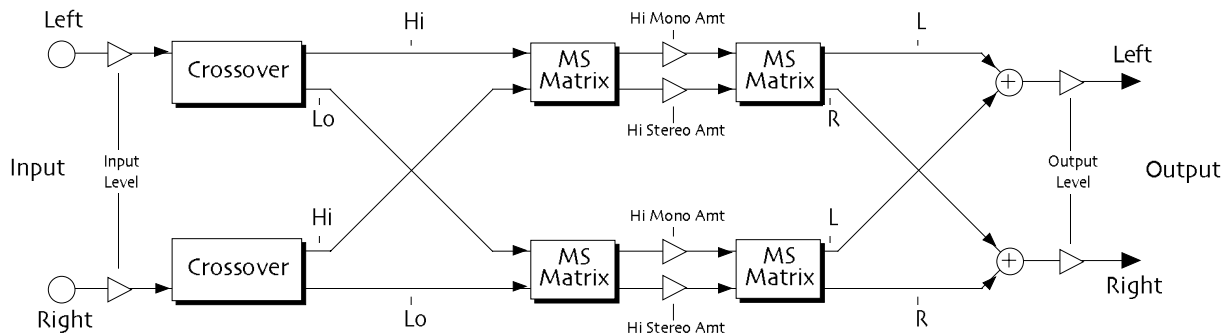 Left
Hi
Hi Mono Amt
L
Left
Crossover
MS
Matrix
MS
Matrix
Lo
Hi Stereo Amt
R
Input
Input
Level
Output
Level
Output
Hi
Hi Mono Amt
L
Crossover
MS
Matrix
MS
Matrix
Right
Lo
Hi Stereo Amt
R
Right